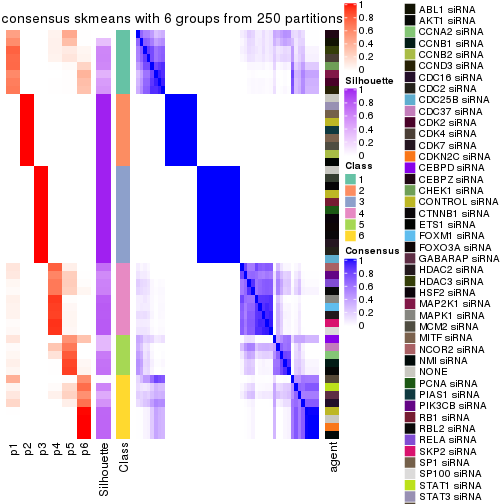 consensus skmeans with 6 groups from 250 partitions
1
0.8
0.6
0.4
0.2
0
Silhouette
1
0.8
0.6
0.4
0.2
0
Class
1
2
3
4
5
6
Consensus
1
0.8
0.6
0.4
0.2
0
p1
p2
p3
p4
p5
p6
Silhouette
Class
agent
ABL1 siRNA
AKT1 siRNA
CCNA2 siRNA
CCNB1 siRNA
CCNB2 siRNA
CCND3 siRNA
CDC16 siRNA
CDC2 siRNA
CDC25B siRNA
CDC37 siRNA
CDK2 siRNA
CDK4 siRNA
CDK7 siRNA
CDKN2C siRNA
CEBPD siRNA
CEBPZ siRNA
CHEK1 siRNA
CONTROL siRNA
CTNNB1 siRNA
ETS1 siRNA
FOXM1 siRNA
FOXO3A siRNA
GABARAP siRNA
HDAC2 siRNA
HDAC3 siRNA
HSF2 siRNA
MAP2K1 siRNA
MAPK1 siRNA
MCM2 siRNA
MITF siRNA
NCOR2 siRNA
NMI siRNA
NONE
PCNA siRNA
PIAS1 siRNA
PIK3CB siRNA
RB1 siRNA
RBL2 siRNA
RELA siRNA
SKP2 siRNA
SP1 siRNA
SP100 siRNA
STAT1 siRNA
STAT3 siRNA